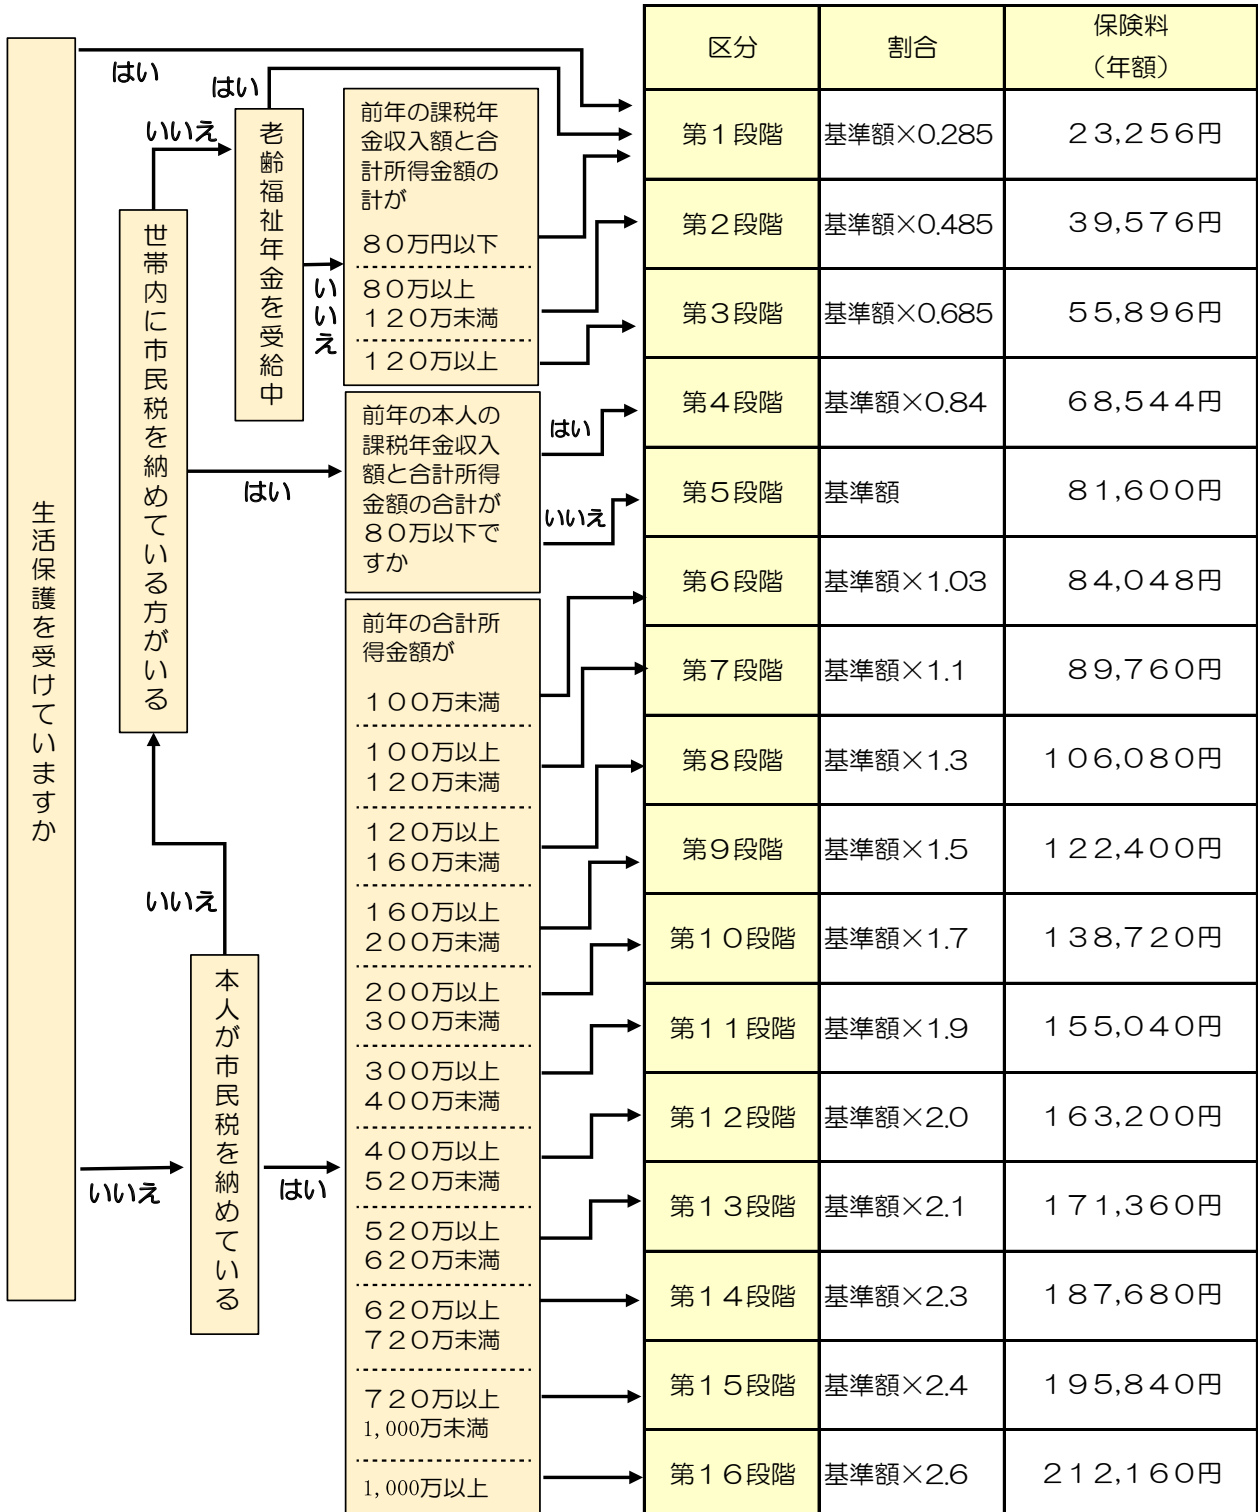 生活保護を受けていますか
はい
いいえ
本人が市民税を納めている
いいえ
はい
世帯内に市民税を納めている方がいる
いいえ
はい
老齢福祉年金を受給中
はい
いいえ
前年の課税年
金収入額と合
計所得金額の
計が
８０万円以下
８０万以上
１２０万未満
１２０万以上
前年の本人の
課税年金収入
額と合計所得
金額の合計が
８０万以下で
すか
はい
いいえ
前年の合計所
得金額が
１００万未満
１００万以上
１２０万未満
１２０万以上
１６０万未満
１６０万以上
２００万未満
２００万以上
３００万未満
３００万以上
４００万未満
４００万以上
５２０万未満
５２０万以上
６２０万未満
６２０万以上
７２０万未満
７２０万以上
1,000万未満
1,000万以上
区分 割合 保険料
（年額）
第１段階 基準額×0.285 ２３,２５６円
第２段階 基準額×0.485 ３９,５７６円
第３段階 基準額×0.685 ５５,８９６円
第４段階 基準額×0.84 ６８,５４４円
第５段階 基準額 ８１,６００円
第６段階 基準額×1.03 ８４,０４８円
第７段階 基準額×1.1 ８９,７６０円
第８段階 基準額×1.3 １０６,０８０円
第９段階 基準額×1.5 １２２,４００円
第１０段階 基準額×1.7 １３８,７２０円
第１１段階 基準額×1.9 １５５,０４０円
第１２段階 基準額×2.0 １６３,２００円
第１３段階 基準額×2.1 １７１,３６０円
第１４段階 基準額×2.3 １８７,６８０円
第１５段階 基準額×2.4 １９５,８４０円
第１６段階 基準額×2.6 ２１２,１６０円